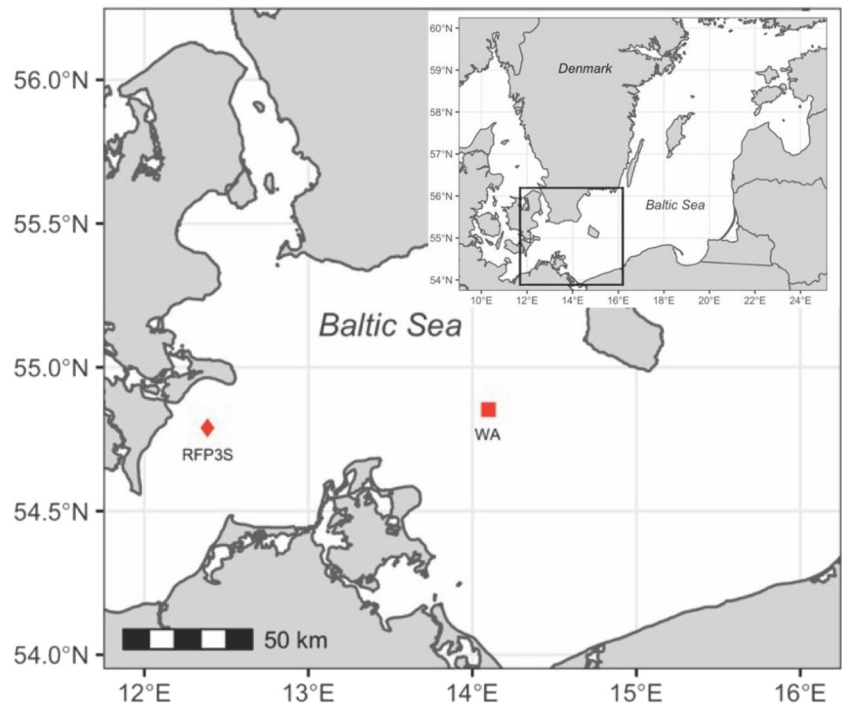 60°N
59°N
58°N
57°N
56°N
55°N
54°N
10°E 12°E 14°E 16°E 18°E 20°E 22°E 24°E
Denmark
Baltic Sea
56.0°N
55.5°N
55.0°N
54.5°N
54.0°N
Baltic Sea
WA
RFP3S
50 km
12°E 13°E 14°E 15°E 16°E